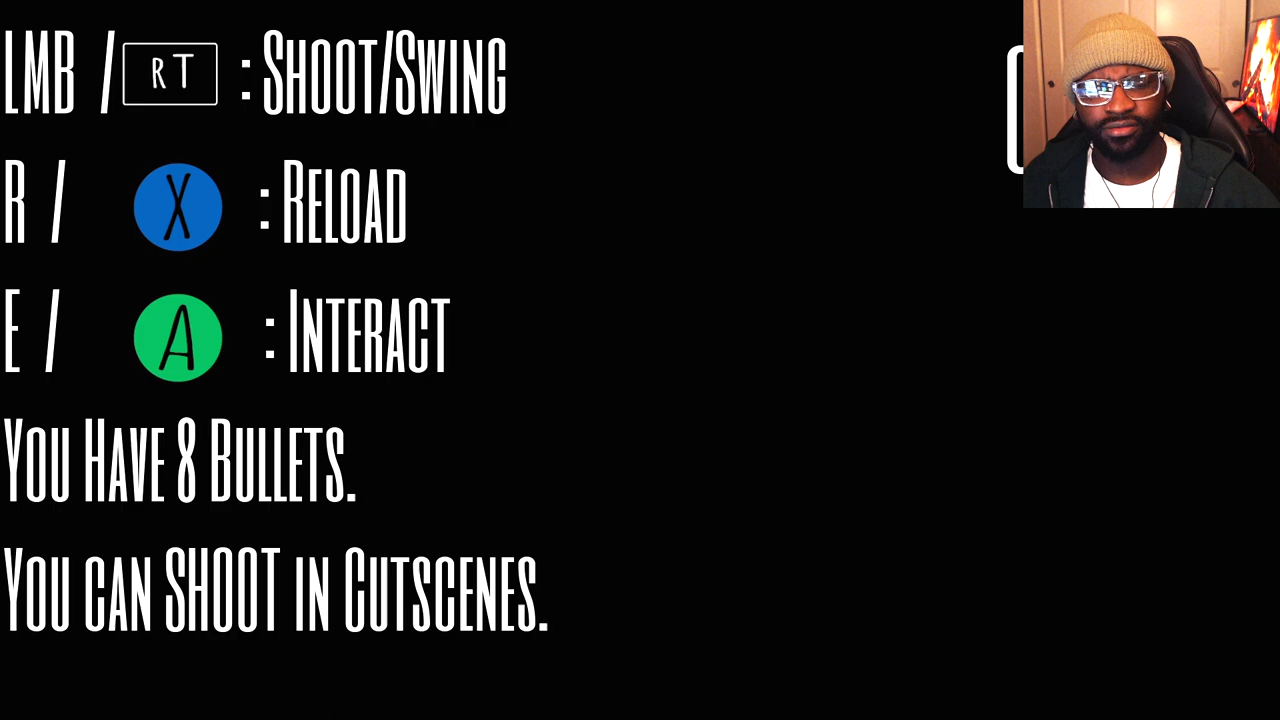 LMB / RT : Shoot/Swing
R / X : Reload
E / A : Interact
You Have 8 Bullets.
You can SHOOT in Cutscenes.